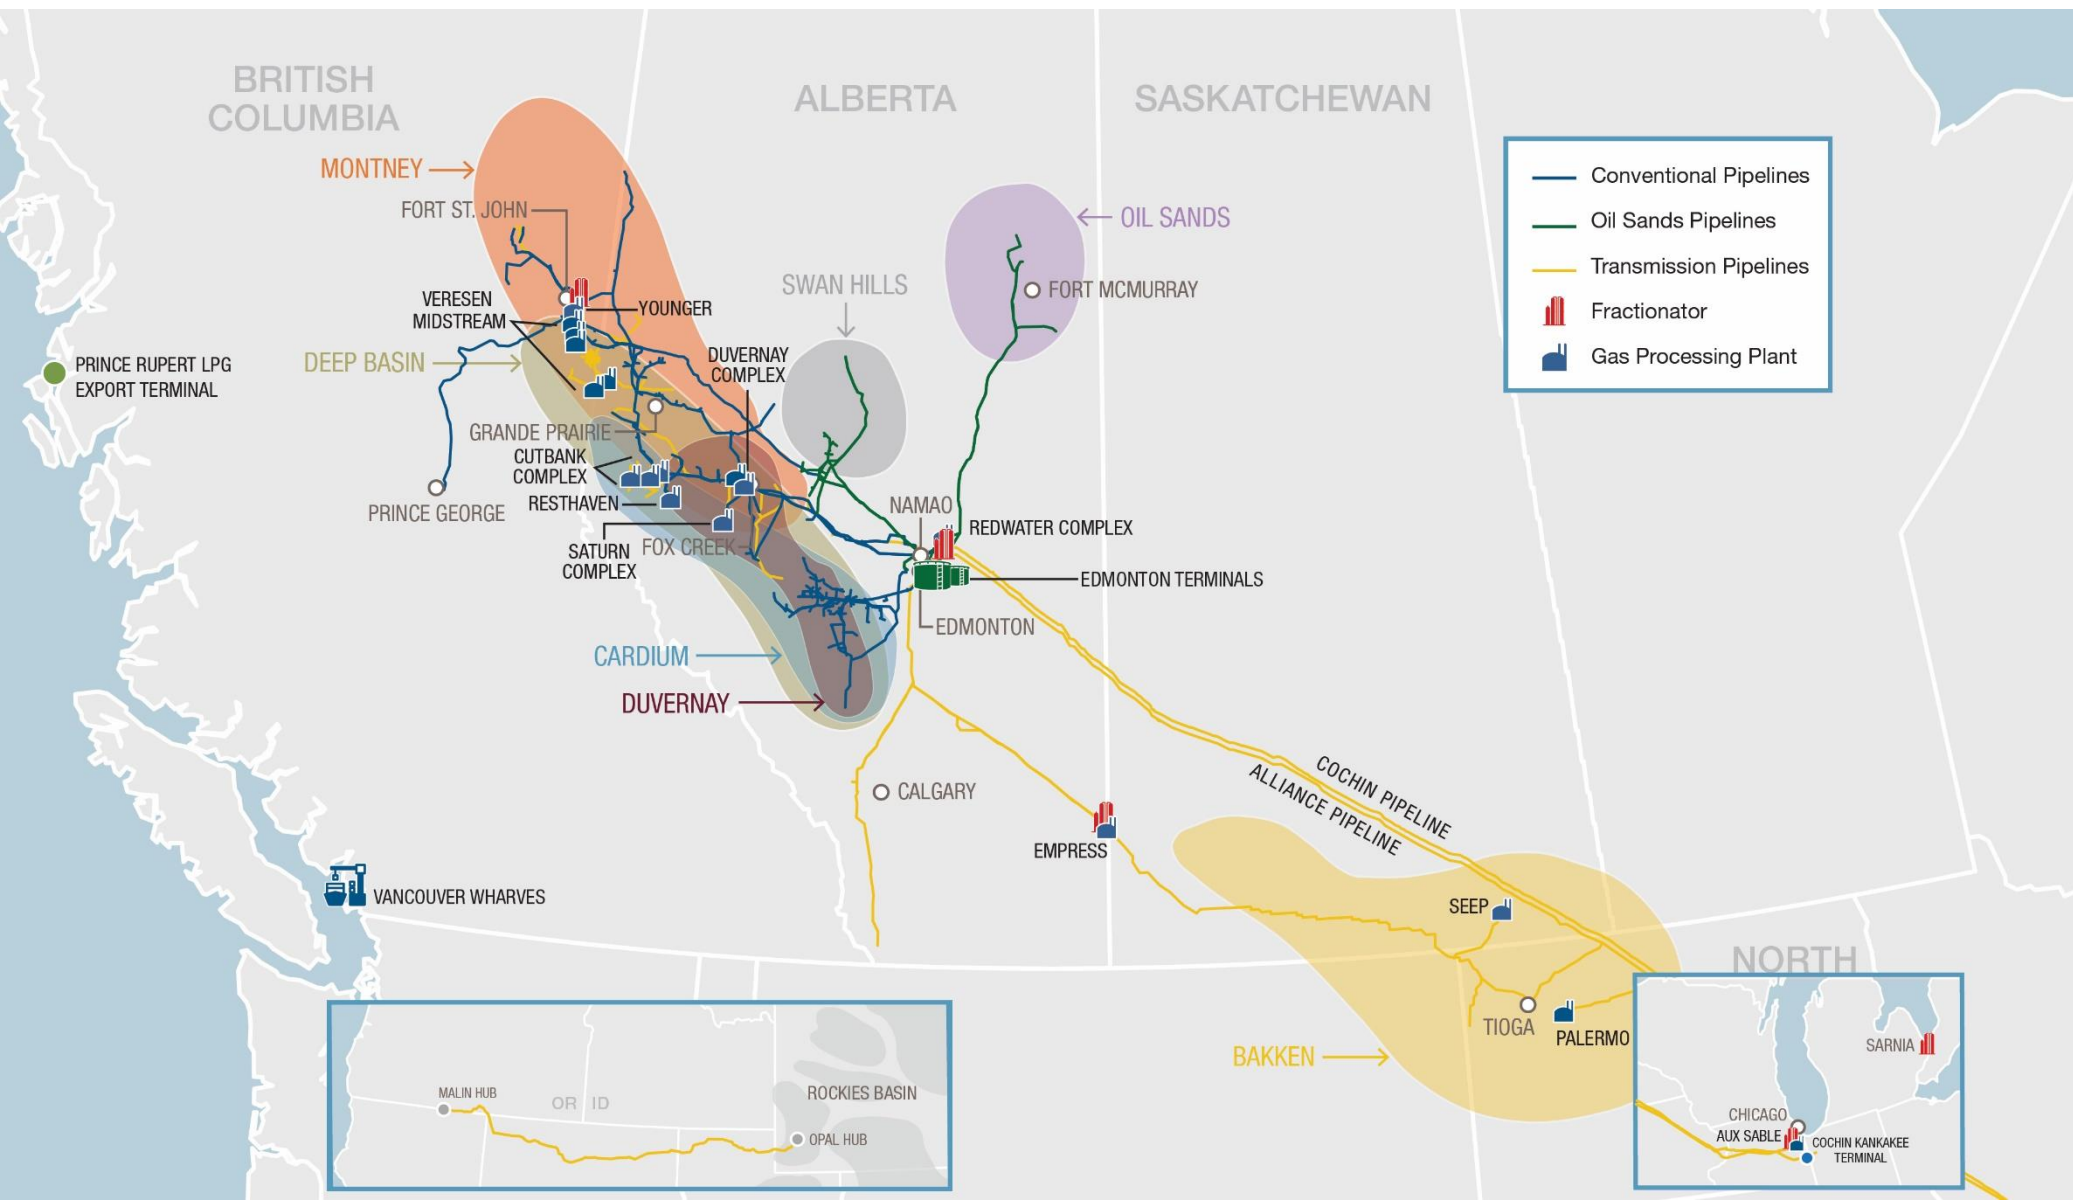 BRITISH
COLUMBIA
ALBERTA
SASKATCHEWAN
MONTNEY
FORT ST. JOHN
Conventional Pipelines
Oil Sands Pipelines
Transmission Pipelines
Fractionator
Gas Processing Plant
OIL SANDS
SWAN HILLS
FORT MCMURRAY
VERESEN
MIDSTREAM
YOUNGER
DEEP BASIN
DUVERNAY
COMPLEX
PRINCE RUPERT LPG
EXPORT TERMINAL
GRANDE PRAIRIE
CUTBANK
COMPLEX
RESTHAVEN
PRINCE GEORGE
NAMAO
REDWATER COMPLEX
SATURN
COMPLEX
FOX CREEK
EDMONTON TERMINALS
EDMONTON
CARDIUM
DUVERNAY
CALGARY
COCHIN PIPELINE
ALLIANCE PIPELINE
EMPRESS
VANCOUVER WHARVES
SEEP
NORTH
TIOGA
PALERMO
BAKKEN
MALIN HUB
OR
ID
ROCKIES BASIN
OPAL HUB
SARNIA
CHICAGO
AUX SABLE
COCHIN KANKAKEE
TERMINAL